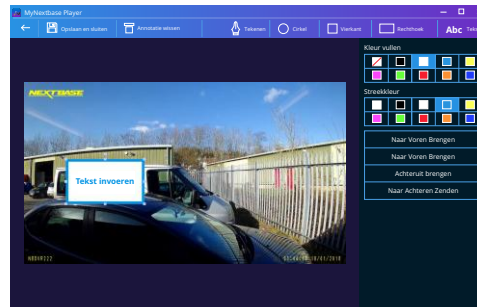 MyNextbase Player
Opslaan en sluiten
Annotatie wissen
Tekenen
Cirkel
Vierkant
Rechthoek
Abc
Kleur vullen
Streekkleur
Naar Voren Brengen
Naar Voren Brengen
Achteruit brengen
Naar Achteren Zenden
NEXTBASE
Tekst invoeren